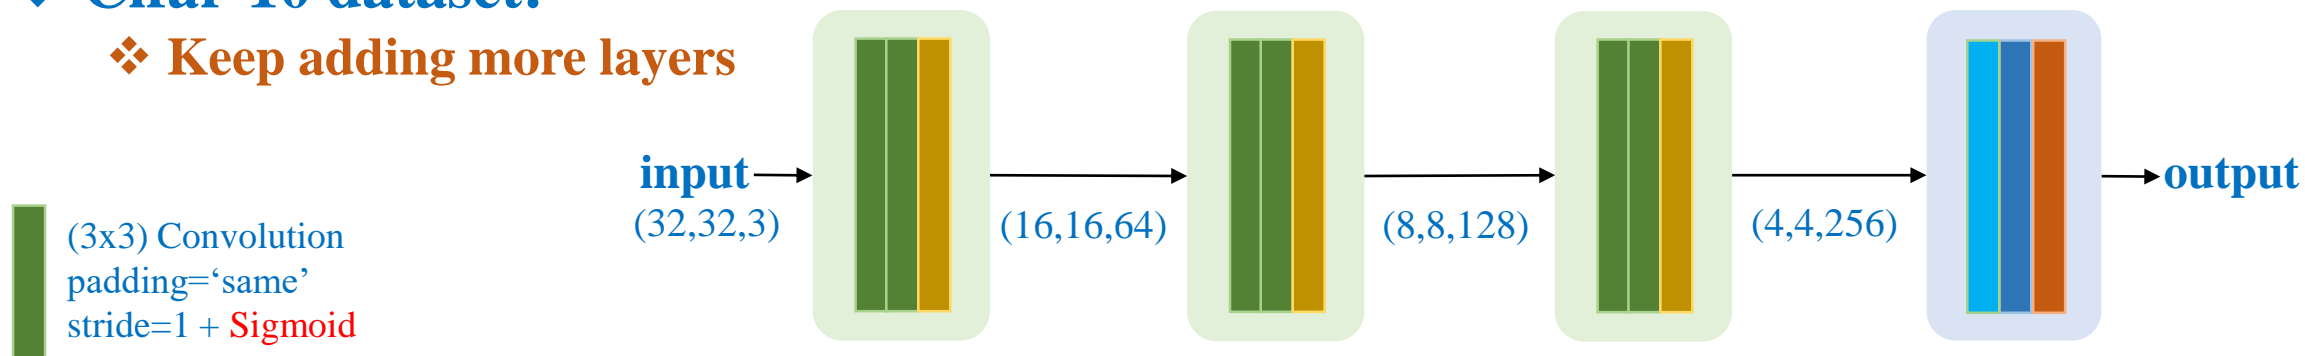 Keep adding more layers
input
output
(32,32,3)
(16,16,64)
(8,8,128)
(4,4,256)
(3x3) Convolution
padding=‘same’
stride=1 + Sigmoid